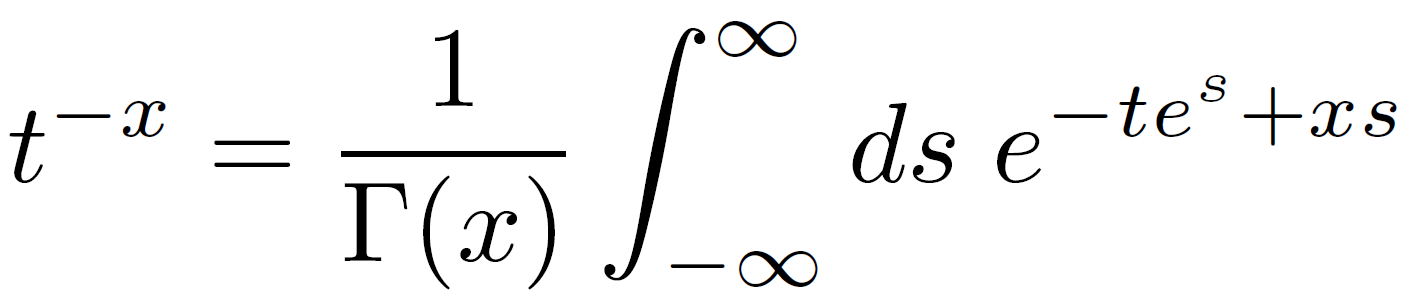 $t^{-x} = \frac{1}{\Gamma(x)} \int_{-\infty}^{\infty} ds \, e^{-te^{s}+xs}$